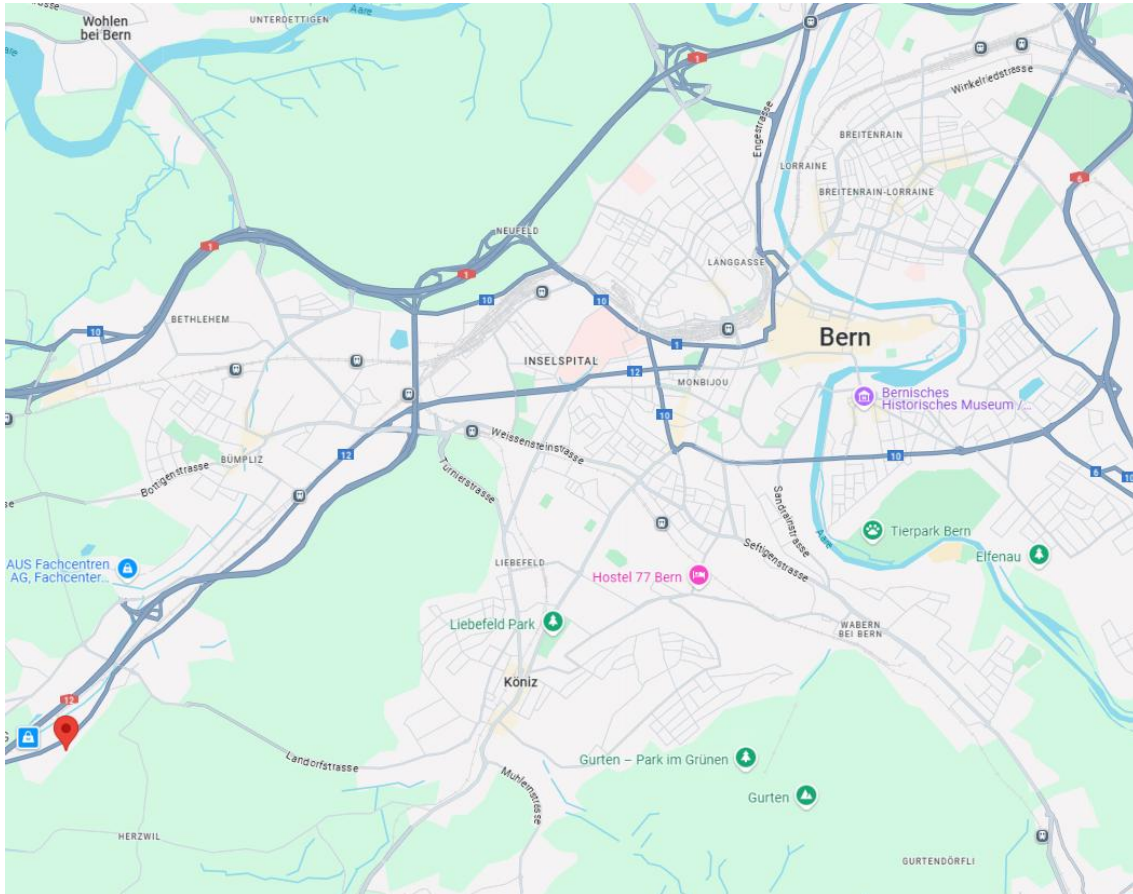 Wohlen
bei Bern
UNTERDETTIGEN
Aare
Aare
1
Winkelriedstrasse
Engestrasse
BREITENRAIN
LORRAINE
6
BREITENRAIN-LORRAINE
NEUFELD
1
1
LANGGASSE
10
10
BETHLEHEM
10
Bern
1
INSELSPITAL
12
MONBIJOU
Bernisches
Historisches Museum /...
10
Weissensteinstrasse
12
10
BÜMPLIZ
Bottigenstrasse
Turnierstrasse
6
10
Sandrainstrasse
Tierpark Bern
Aare
Elfenau
Seftigenstrasse
AUS Fachcentren
AG, Fachcenter...
LIEBEFELD
Hostel 77 Bern
Liebefeld Park
WABERN
BEI BERN
Köniz
12
G
Landorfstrasse
Gurten – Park im Grünen
Muhleinstrasse
Gurten
HERZWIL
GURTENDÖRFLI